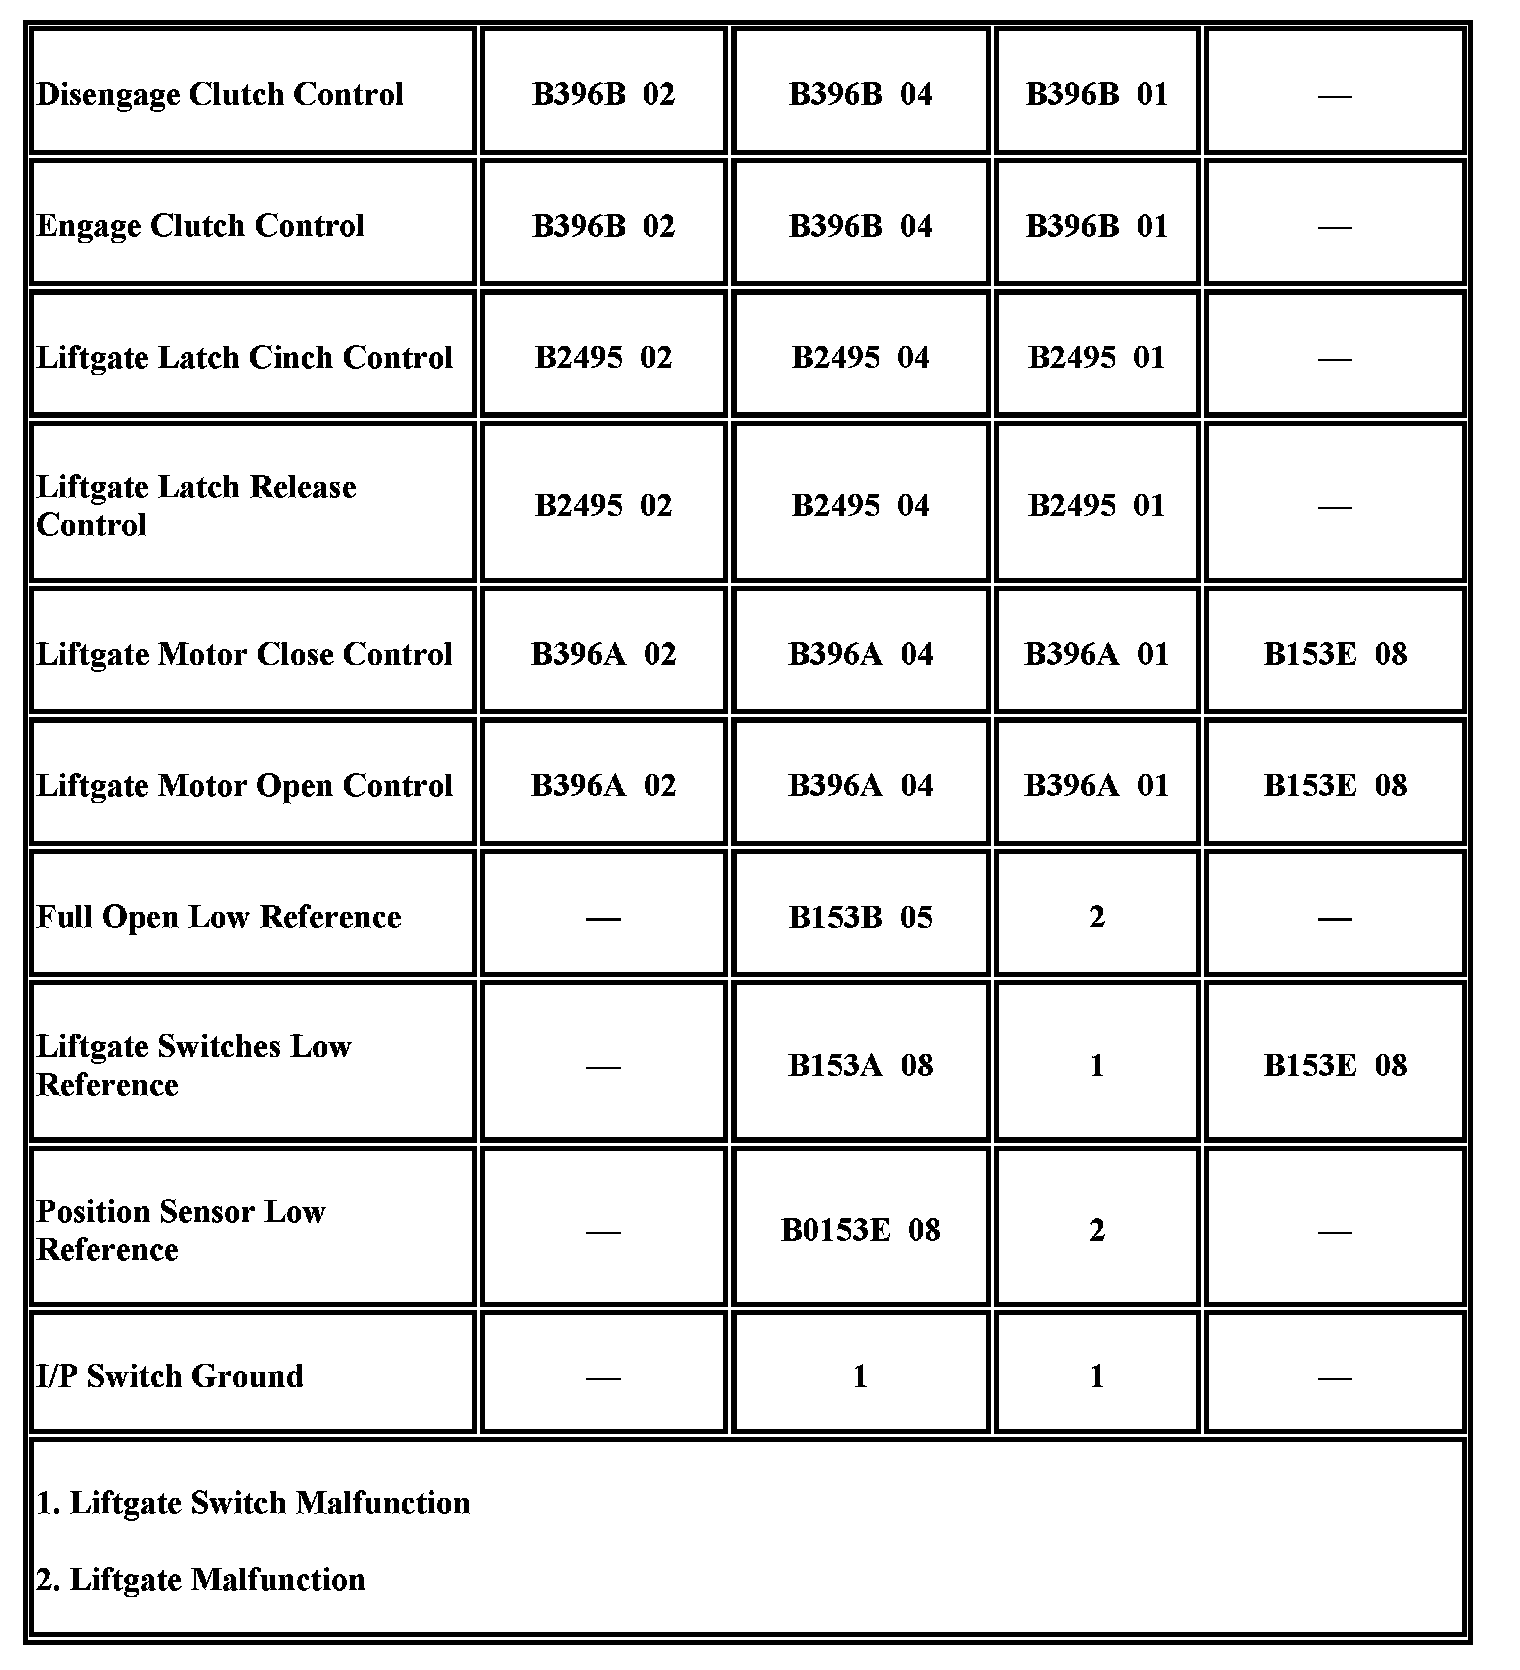 Disengage Clutch Control B396B 02 B396B 04 B396B 01 —
Engage Clutch Control B396B 02 B396B 04 B396B 01 —
Liftgate Latch Cinch Control B2495 02 B2495 04 B2495 01 —
Liftgate Latch Release
Control B2495 02 B2495 04 B2495 01 —
Liftgate Motor Close Control B396A 02 B396A 04 B396A 01 B153E 08
Liftgate Motor Open Control B396A 02 B396A 04 B396A 01 B153E 08
Full Open Low Reference — B153B 05 2 —
Liftgate Switches Low
Reference — B153A 08 1 B153E 08
Position Sensor Low
Reference — B0153E 08 2 —
I/P Switch Ground — 1 1 —
1. Liftgate Switch Malfunction
2. Liftgate Malfunction